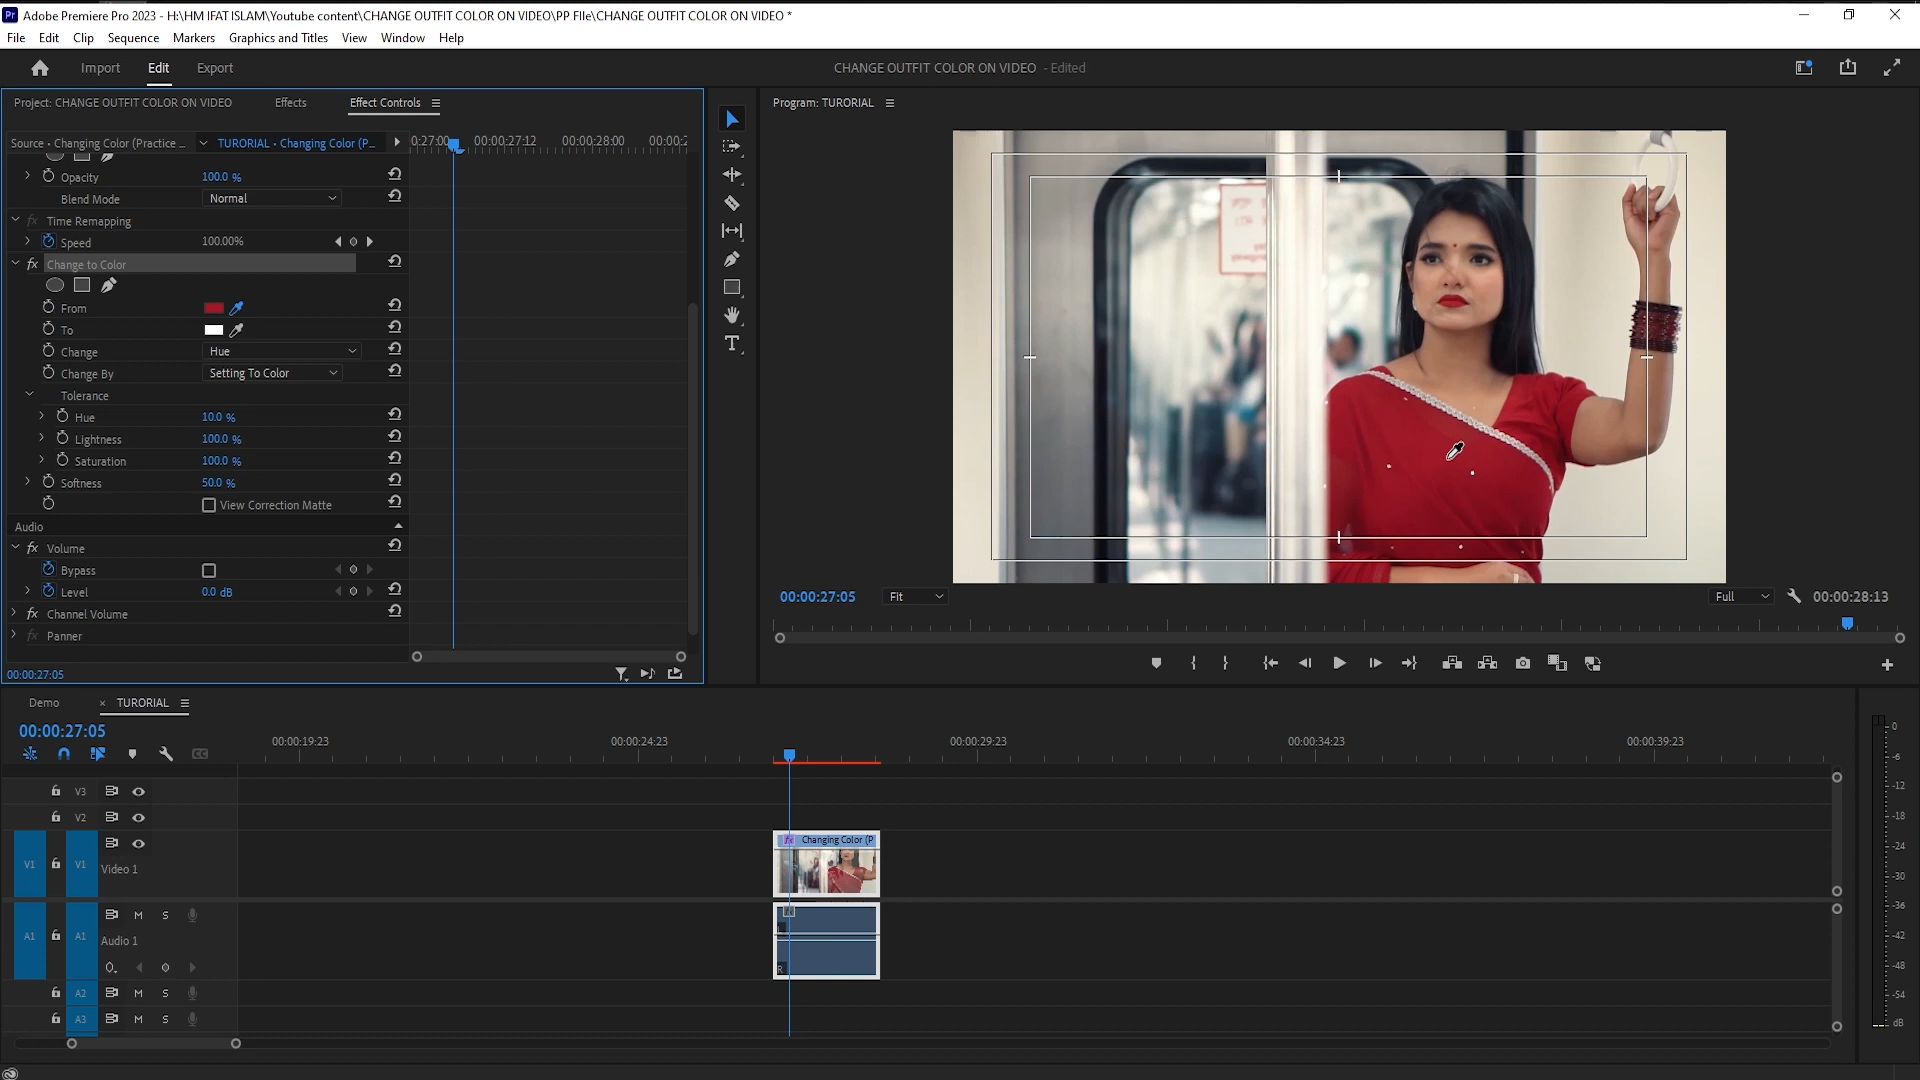 Adobe Premiere Pro 2023 - H:\HM IFAT ISLAM\Youtube content\CHANGE OUTFIT COLOR ON VIDEO\PP FIle\CHANGE OUTFIT COLOR ON VIDEO *
File Edit Clip Sequence Markers Graphics and Titles View Window Help
Import Edit Export
CHANGE OUTFIT COLOR ON VIDEO - Edited
Project: CHANGE OUTFIT COLOR ON VIDEO Effects Effect Controls
Source • Changing Color (Practice ... TURORIAL • Changing Color (P...
0:27:00 00:00:27:12 00:00:28:00 00:00:2
Opacity 100.0 %
Blend Mode Normal
fx Time Remapping
Speed 100.00%
fx Change to Color
From
To
Change Hue
Change By Setting To Color
Tolerance
Hue 10.0 %
Lightness 100.0 %
Saturation 100.0 %
Softness 50.0 %
View Correction Matte
Audio
fx Volume
Bypass
Level 0.0 dB
fx Channel Volume
fx Panner
00:00:27:05
Program: TURORIAL
00:00:27:05 Fit Full 00:00:28:13
Demo × TURORIAL
00:00:27:05
00:00:19:23 00:00:24:23 00:00:29:23 00:00:34:23 00:00:39:23
V3
V2
V1 V1 Video 1
fx Changing Color (P
A1 A1 M S Audio 1
fx
L
R
A2 M S
A3 M S
0
-6
-12
-18
-24
-30
-36
-42
-48
-54
dB